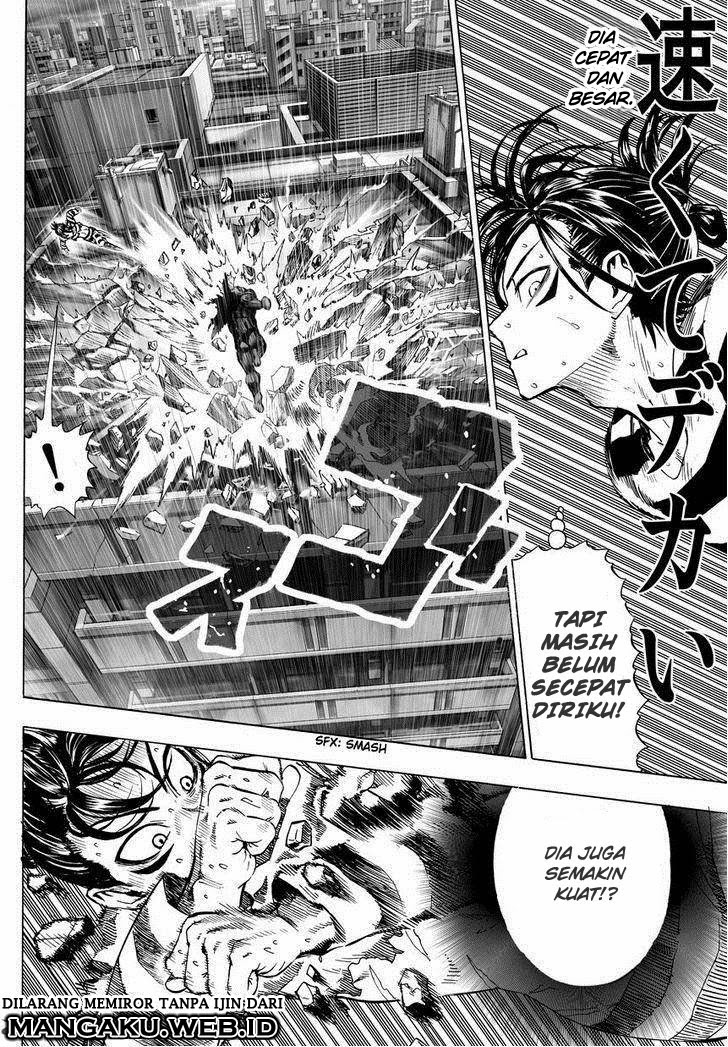 速くてデカい
DIA
CEPAT
DAN
BESAR.
TAPI
MASIH
BELUM
SECEPAT
DIRIKU!
!
SFX: SMASH
DIA JUGA
SEMAKIN
KUAT!?
DILARANG MEMIROR TANPA IJIN DARI
MANGAKU.WEB.ID